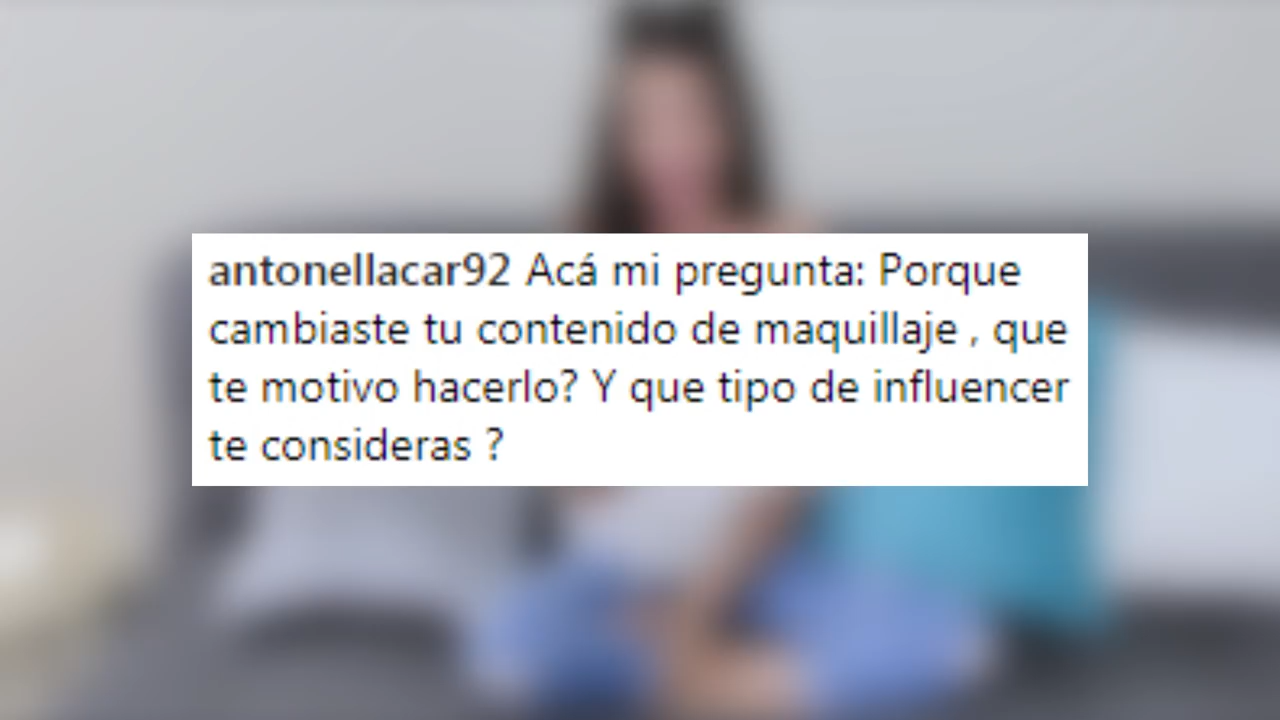 antonellacar92 Acá mi pregunta: Porque
cambiaste tu contenido de maquillaje , que
te motivo hacerlo? Y que tipo de influencer
te consideras ?